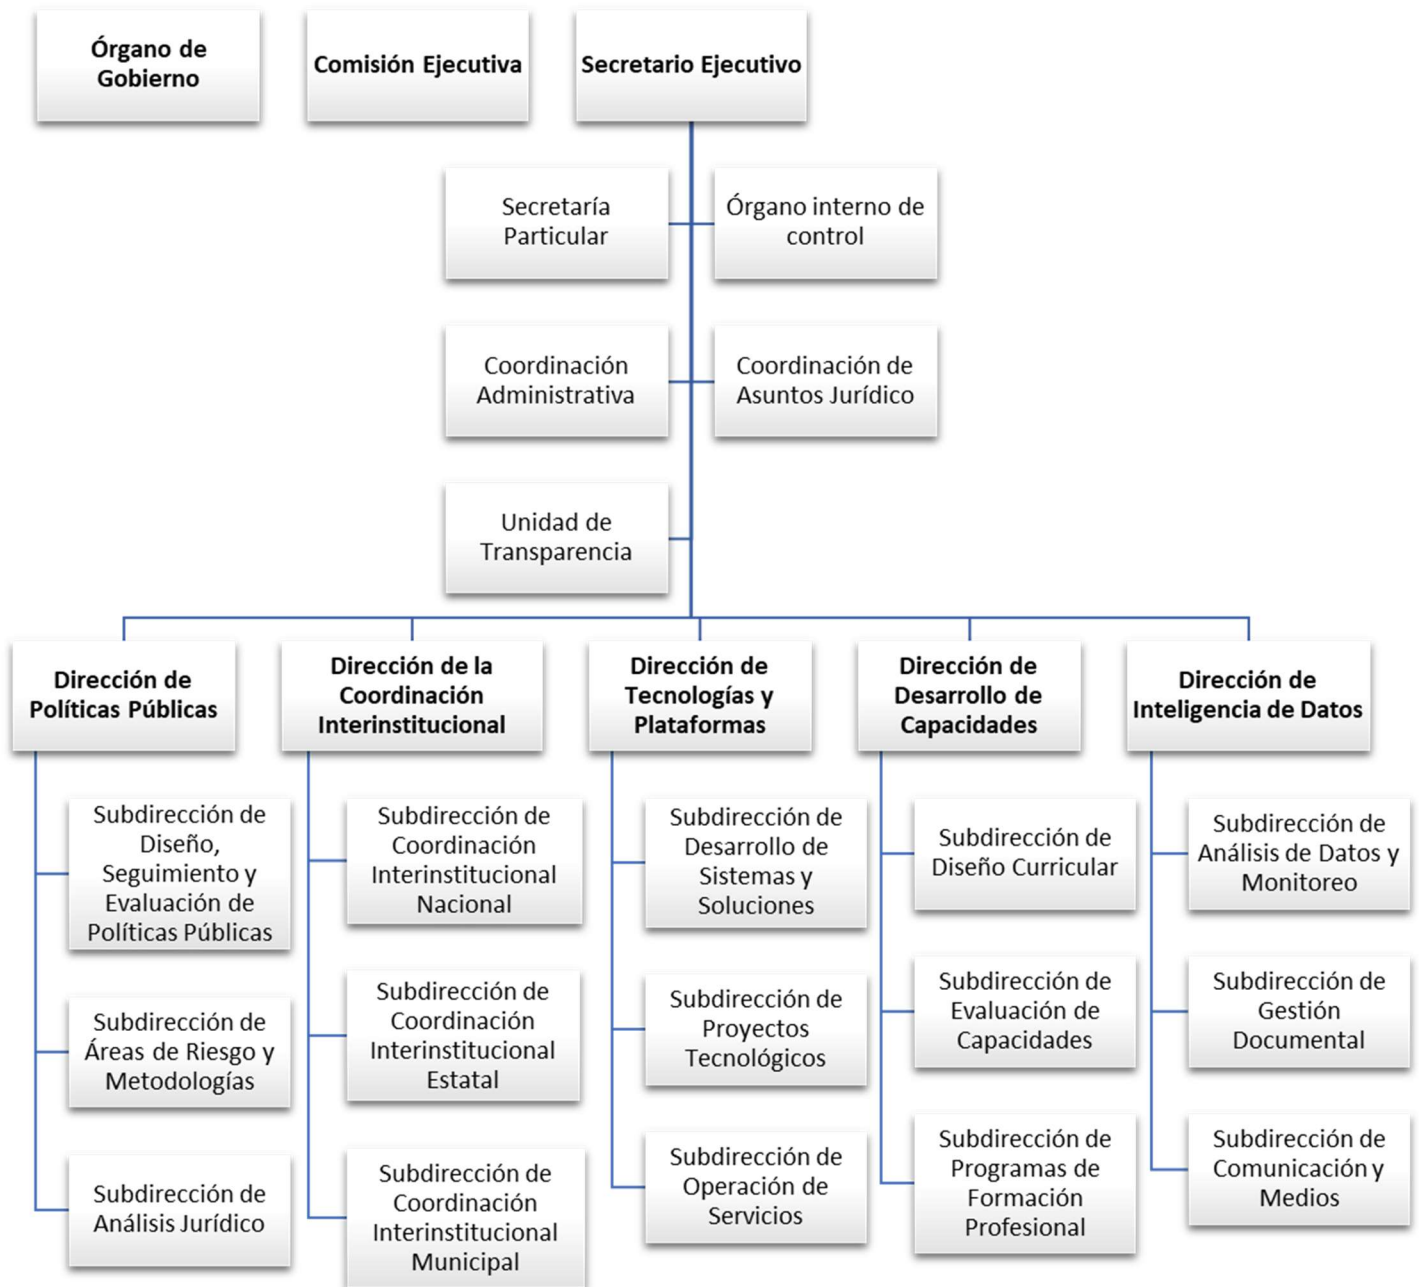 Órgano de
Gobierno
Comisión Ejecutiva
Secretario Ejecutivo
Secretaría
Particular
Órgano interno de
control
Coordinación
Administrativa
Coordinación de
Asuntos Jurídico
Unidad de
Transparencia
Dirección de
Políticas Públicas
Dirección de la
Coordinación
Interinstitucional
Dirección de
Tecnologías y
Plataformas
Dirección de
Desarrollo de
Capacidades
Dirección de
Inteligencia de Datos
Subdirección de
Diseño,
Seguimiento y
Evaluación de
Políticas Públicas
Subdirección de
Áreas de Riesgo y
Metodologías
Subdirección de
Análisis Jurídico
Subdirección de
Coordinación
Interinstitucional
Nacional
Subdirección de
Coordinación
Interinstitucional
Estatal
Subdirección de
Coordinación
Interinstitucional
Municipal
Subdirección de
Desarrollo de
Sistemas y
Soluciones
Subdirección de
Proyectos
Tecnológicos
Subdirección de
Operación de
Servicios
Subdirección de
Diseño Curricular
Subdirección de
Evaluación de
Capacidades
Subdirección de
Programas de
Formación
Profesional
Subdirección de
Análisis de Datos y
Monitoreo
Subdirección de
Gestión
Documental
Subdirección de
Comunicación y
Medios